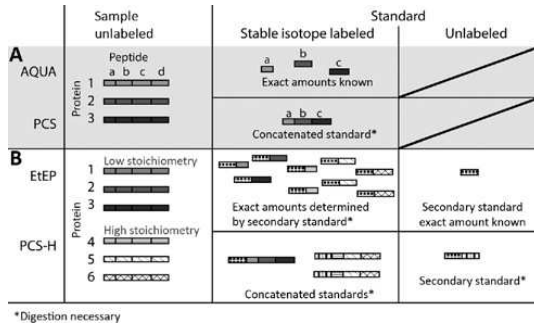 Sample
unlabeled
Standard
Stable isotope labeled
Unlabeled
A
AQUA
PCS
Protein
Peptide
a b c d
1
2
3
a
b
c
Exact amounts known
a b c
Concatenated standard*
B
EtEP
PCS-H
Protein
Low stoichiometry
1
2
3
High stoichiometry
4
5
6
Exact amounts determined
by secondary standard*
Secondary standard
exact amount known
Concatenated standards*
Secondary standard*
*Digestion necessary